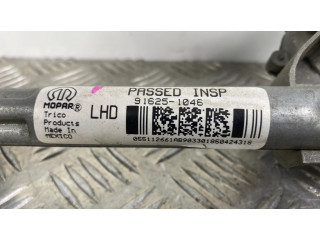 PASSED INSP
91625-1046
MOPAR®
LHD
Trico
Products
Made In
MEXICO